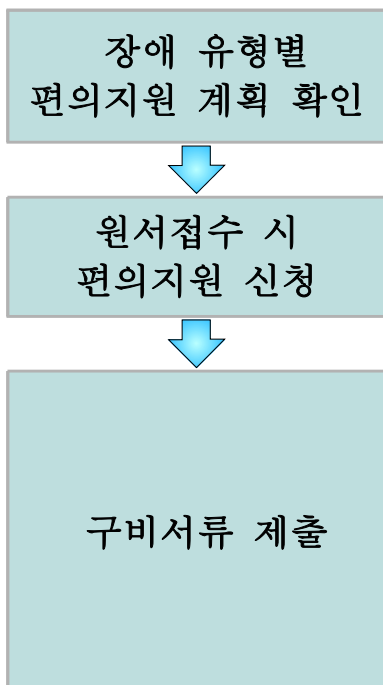 장애 유형별
편의지원 계획 확인
원서접수 시
편의지원 신청
구비서류 제출